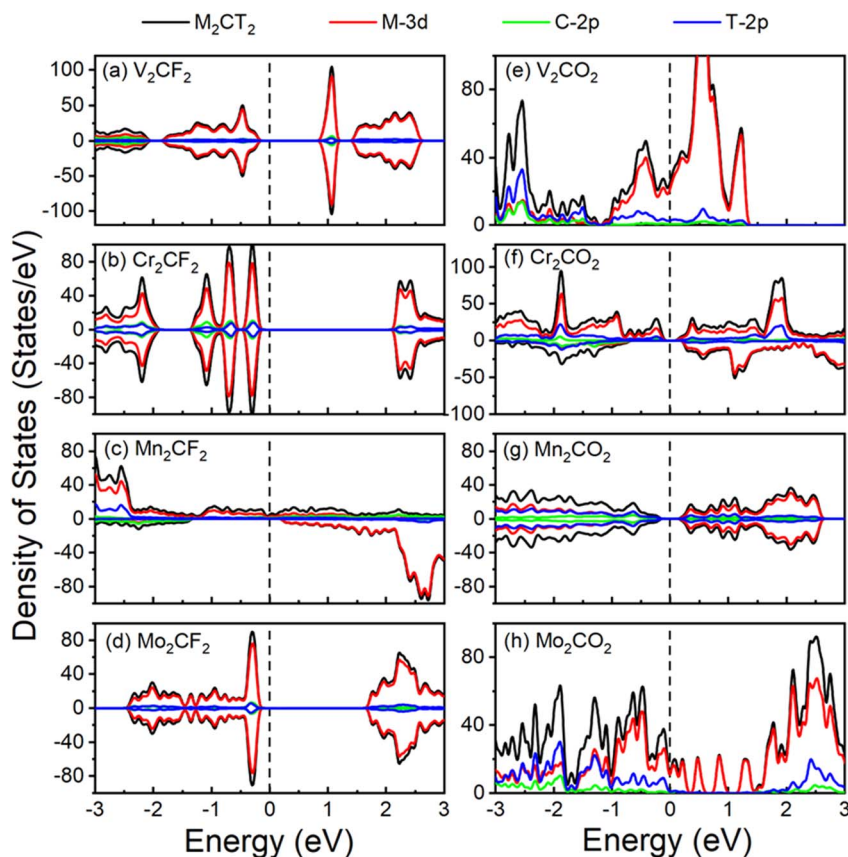 M₂CT₂ M-3d C-2p T-2p
Density of States (States/eV)
(a) V₂CF₂
100
50
0
-50
-100
(e) V₂CO₂
80
40
0
(b) Cr₂CF₂
80
40
0
-40
-80
(f) Cr₂CO₂
100
50
0
-50
100
(c) Mn₂CF₂
80
40
0
-40
-80
(g) Mn₂CO₂
80
40
0
-40
-80
(d) Mo₂CF₂
80
40
0
-40
-80
(h) Mo₂CO₂
80
40
0
-3 -2 -1 0 1 2 3
-3 -2 -1 0 1 2 3
Energy (eV) Energy (eV)